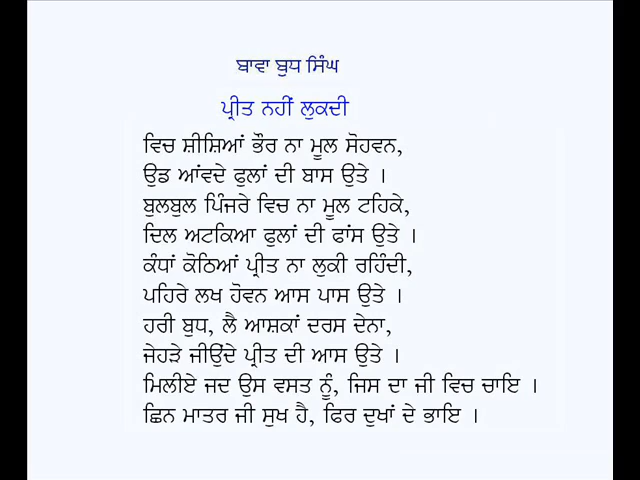 ਬਾਵਾ ਬੁਧ ਸਿੰਘ
ਪ੍ਰੀਤ ਨਹੀਂ ਲੁਕਦੀ
ਵਿਚ ਸ਼ੀਸ਼ਿਆਂ ਭੌਰ ਨਾ ਮੂਲ ਸੋਹਵਨ,
ਉਡ ਆਂਵਦੇ ਫੁਲਾਂ ਦੀ ਬਾਸ ਉਤੇ ।
ਬੁਲਬੁਲ ਪਿੰਜਰੇ ਵਿਚ ਨਾ ਮੂਲ ਟਹਿਕੇ,
ਦਿਲ ਅਟਕਿਆ ਫੁਲਾਂ ਦੀ ਫਾਂਸ ਉਤੇ ।
ਕੰਧਾਂ ਕੋਠਿਆਂ ਪ੍ਰੀਤ ਨਾ ਲੁਕੀ ਰਹਿੰਦੀ,
ਪਹਿਰੇ ਲਖ ਹੋਵਨ ਆਸ ਪਾਸ ਉਤੇ ।
ਹਰੀ ਬੁਧ, ਲੈ ਆਸ਼ਕਾਂ ਦਰਸ ਦੇਨਾ,
ਜੇਹੜੇ ਜੀਉਂਦੇ ਪ੍ਰੀਤ ਦੀ ਆਸ ਉਤੇ ।
ਮਿਲੀਏ ਜਦ ਉਸ ਵਸਤ ਨੂੰ, ਜਿਸ ਦਾ ਜੀ ਵਿਚ ਚਾਇ ।
ਛਿਨ ਮਾਤਰ ਜੀ ਸੁਖ ਹੈ, ਫਿਰ ਦੁਖਾਂ ਦੇ ਭਾਇ ।